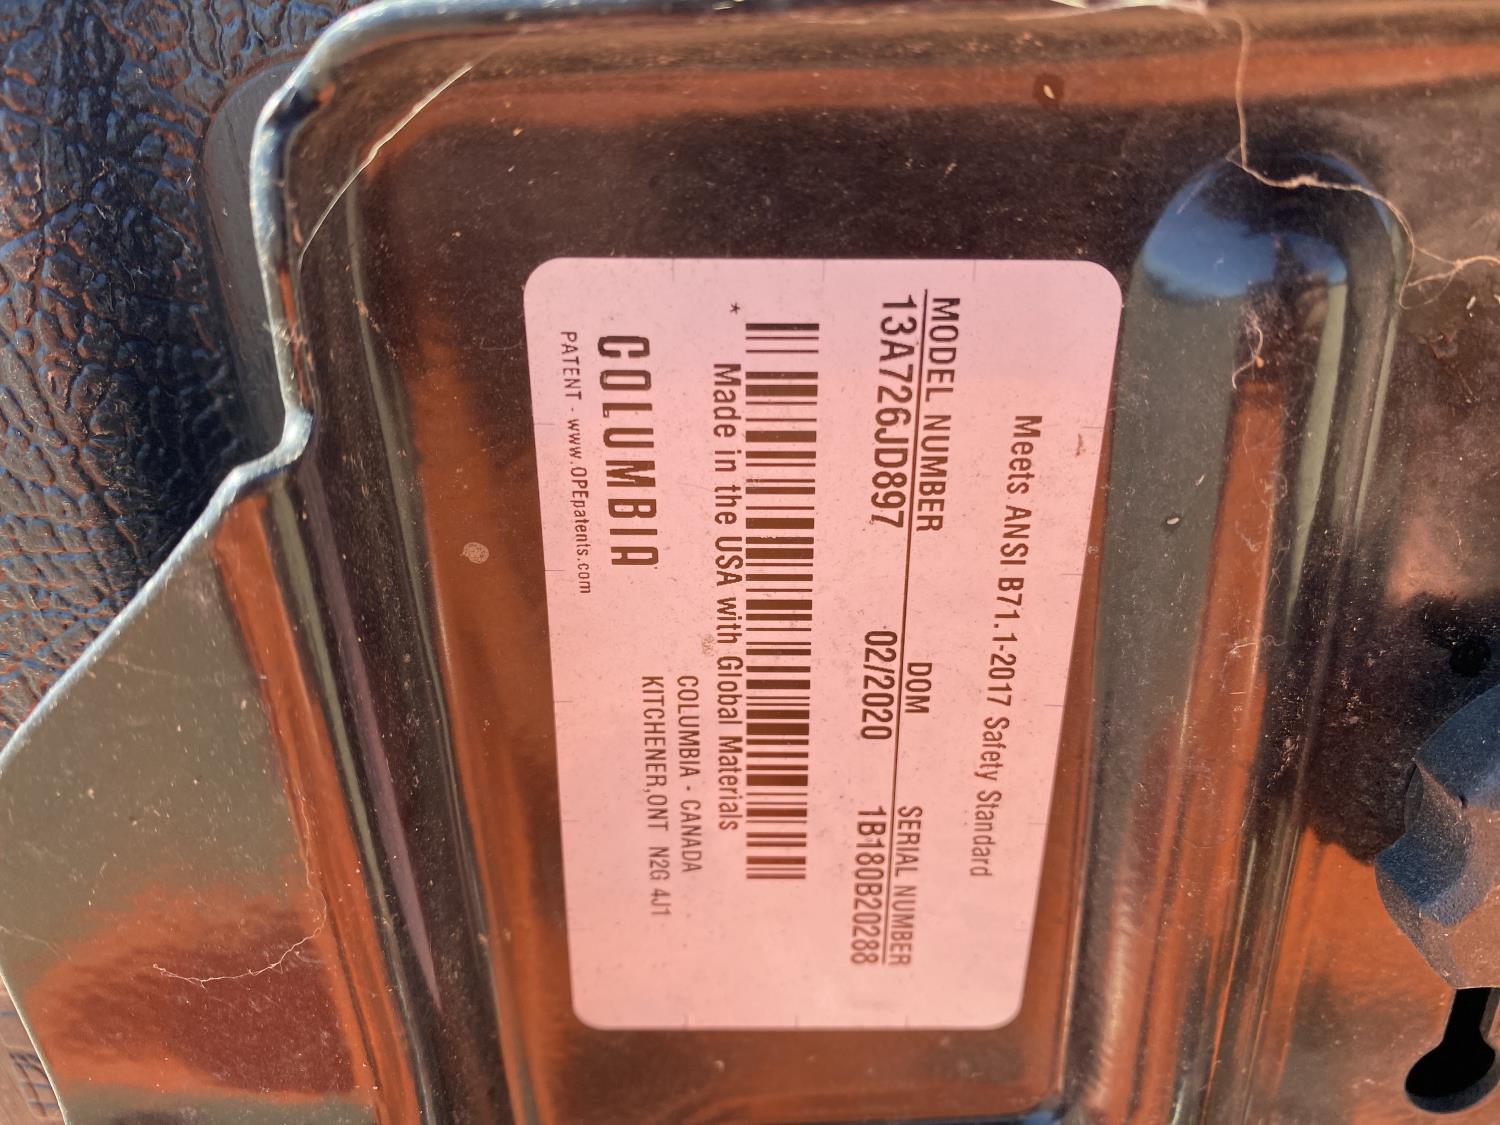 Meets ANSI B71.1-2017 Safety Standard
MODEL NUMBER DOM SERIAL NUMBER
13A726JD897 02/2020 1B180B20288
* Made in the USA with Global Materials
COLUMBIA - CANADA
KITCHENER,ONT N2G 4J1
COLUMBIA
PATENT - www.OPEpatents.com